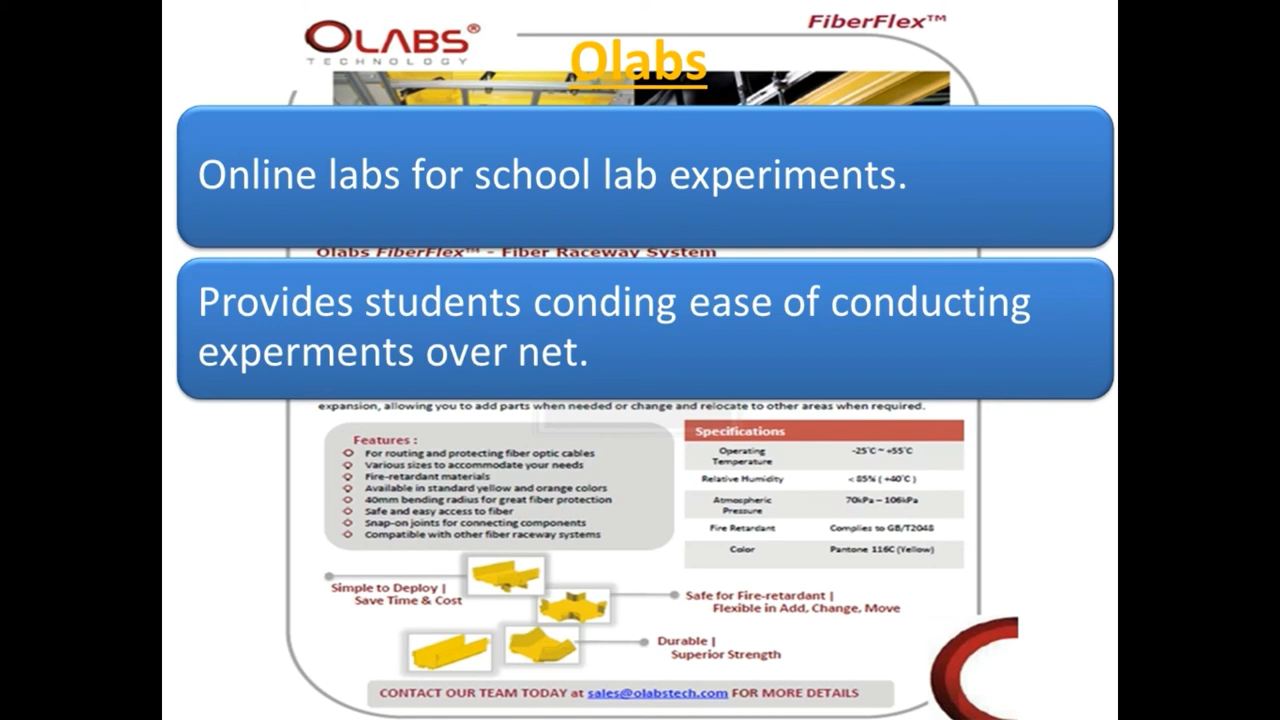 FiberFlex™
OLABS®
TECHNOLOGY
Olabs
Online labs for school lab experiments.
Olabs FiberFlex™ - Fiber Raceway System
Provides students conding ease of conducting
experments over net.
expansion, allowing you to add parts when needed or change and relocate to other areas when required.
Features :
For routing and protecting fiber optic cables
Various sizes to accommodate your needs
Fire-retardant materials
Available in standard yellow and orange colors
40mm bending radius for great fiber protection
Safe and easy access to fiber
Snap-on joints for connecting components
Compatible with other fiber raceway systems
Specifications
Operating Temperature -25°C ~ +55°C
Relative Humidity < 85% ( +40°C )
Atmospheric Pressure 70kPa – 106kPa
Fire Retardant Complies to GB/T2048
Color Pantone 116C (Yellow)
Simple to Deploy |
Save Time & Cost
Safe for Fire-retardant |
Flexible in Add, Change, Move
Durable |
Superior Strength
CONTACT OUR TEAM TODAY at sales@olabstech.com FOR MORE DETAILS